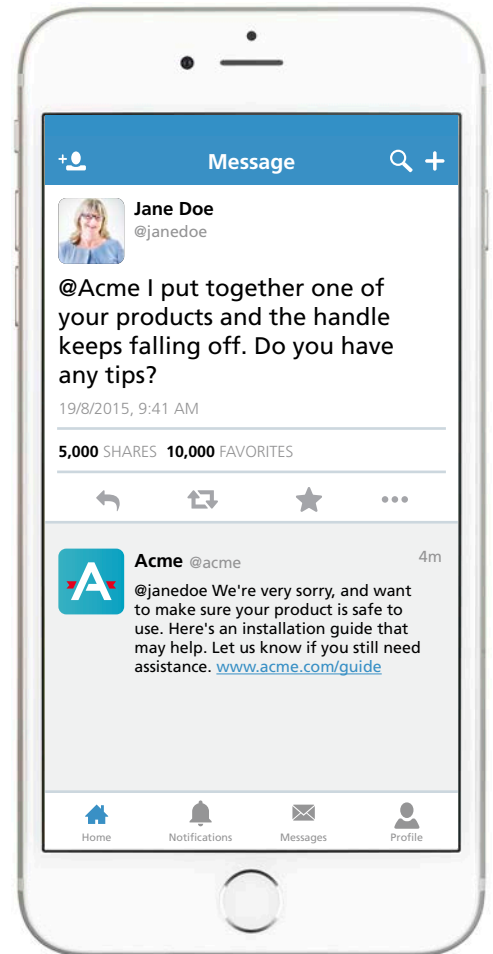 Message
Jane Doe
@janedoe
@Acme I put together one of
your products and the handle
keeps falling off. Do you have
any tips?
19/8/2015, 9:41 AM
5,000 SHARES 10,000 FAVORITES
Acme @acme 4m
@janedoe We're very sorry, and want
to make sure your product is safe to
use. Here's an installation guide that
may help. Let us know if you still need
assistance. www.acme.com/guide
Home Notifications Messages Profile